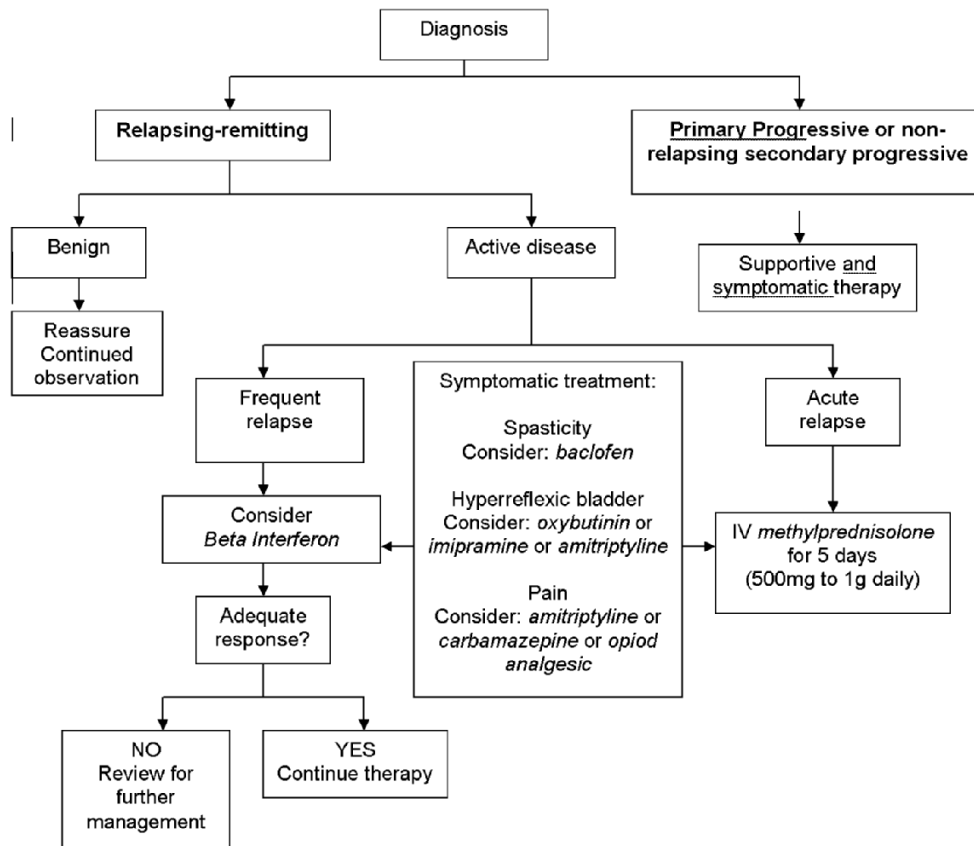 Diagnosis
Relapsing-remitting
Primary Progressive or non-
relapsing secondary progressive
Benign
Active disease
Supportive and
symptomatic therapy
Reassure
Continued
observation
Frequent
relapse
Symptomatic treatment:
Spasticity
Consider: baclofen
Hyperreflexic bladder
Consider: oxybutinin or
imipramine or amitriptyline
Pain
Consider: amitriptyline or
carbamazepine or opiod
analgesic
Acute
relapse
Consider
Beta Interferon
IV methylprednisolone
for 5 days
(500mg to 1g daily)
Adequate
response?
NO
Review for
further
management
YES
Continue therapy